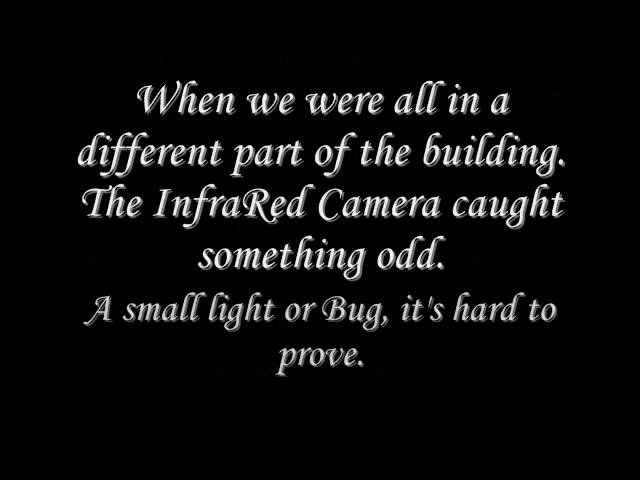 When we were all in a
different part of the building.
The InfraRed Camera caught
something odd.
A small light or Bug, it's hard to
prove.